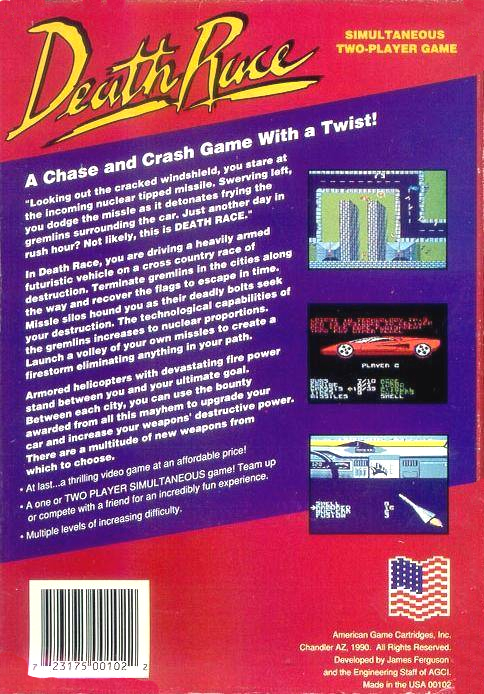 Death Race
SIMULTANEOUS
TWO-PLAYER GAME
A Chase and Crash Game With a Twist!
"Looking out the cracked windshield, you stare at
the incoming nuclear tipped missile. Swerving left,
you dodge the missle as it detonates frying the
gremlins surrounding the car. Just another day in
rush hour? Not likely, this is DEATH RACE."
In Death Race, you are driving a heavily armed
futuristic vehicle on a cross country race of
destruction. Terminate gremlins in the cities along
the way and recover the flags to escape in time.
Missle silos hound you as their deadly bolts seek
your destruction. The technological capabilities of
the gremlins increases to nuclear proportions.
Launch a volley of your own missles to create a
firestorm eliminating anything in your path.
Armored helicopters with devastating fire power
stand between you and your ultimate goal.
Between each city, you can use the bounty
awarded from all this mayhem to upgrade your
car and increase your weapons' destructive power.
There are a multitude of new weapons from
which to choose.
• At last...a thrilling video game at an affordable price!
• A one or TWO PLAYER SIMULTANEOUS game! Team up
or compete with a friend for an incredibly fun experience.
• Multiple levels of increasing difficulty.
PLAYER
SHELL
7 23175 00102 2
American Game Cartridges, Inc.
Chandler AZ, 1990. All Rights Reserved.
Developed by James Ferguson
and the Engineering Staff of AGCI.
Made in the USA 00102